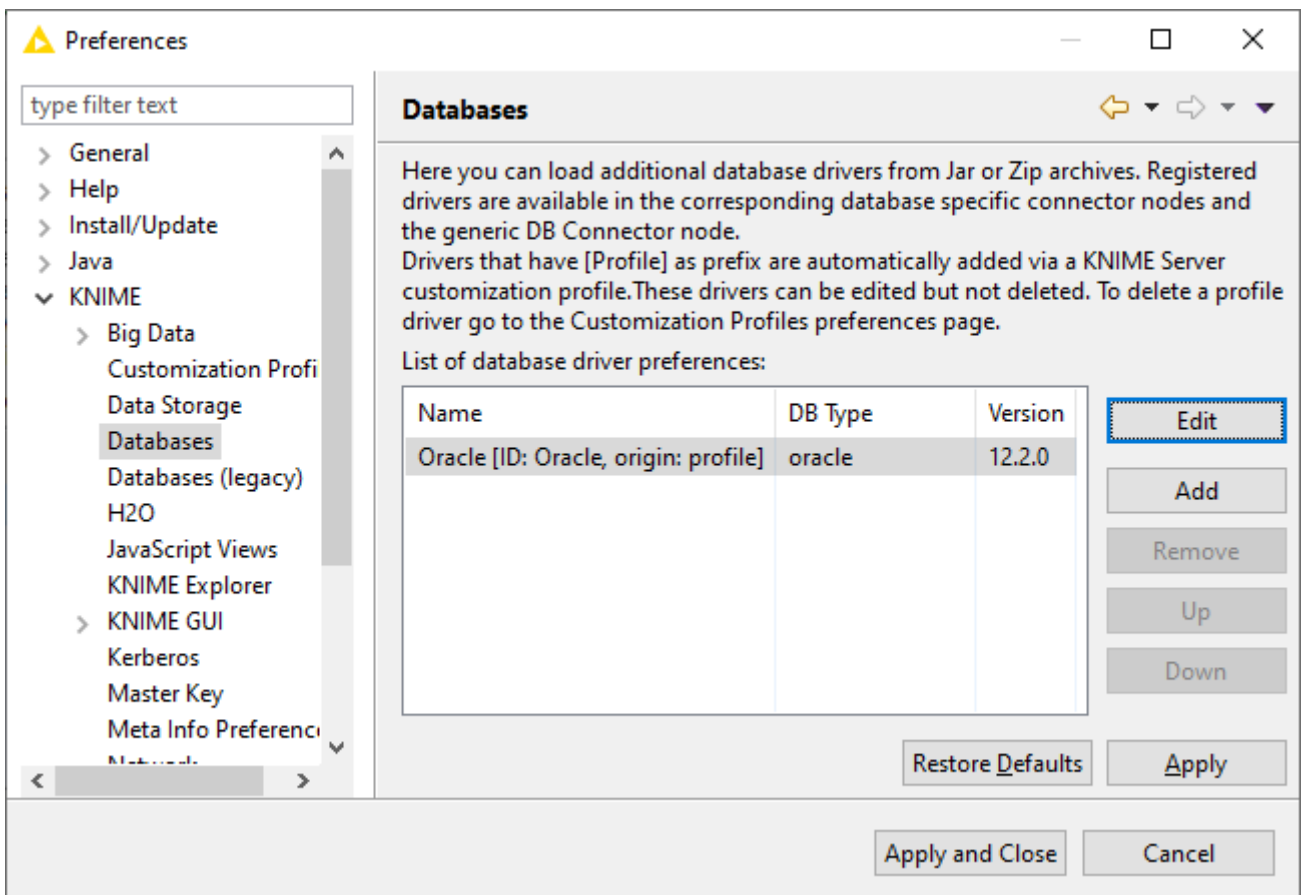 Preferences
type filter text
General
Help
Install/Update
Java
KNIME
Big Data
Customization Profi
Data Storage
Databases
Databases (legacy)
H2O
JavaScript Views
KNIME Explorer
KNIME GUI
Kerberos
Master Key
Meta Info Preference
Network
Databases
Here you can load additional database drivers from Jar or Zip archives. Registered
drivers are available in the corresponding database specific connector nodes and
the generic DB Connector node.
Drivers that have [Profile] as prefix are automatically added via a KNIME Server
customization profile.These drivers can be edited but not deleted. To delete a profile
driver go to the Customization Profiles preferences page.
List of database driver preferences:
Name DB Type Version
Oracle [ID: Oracle, origin: profile] oracle 12.2.0
Edit
Add
Remove
Up
Down
Restore Defaults Apply
Apply and Close Cancel